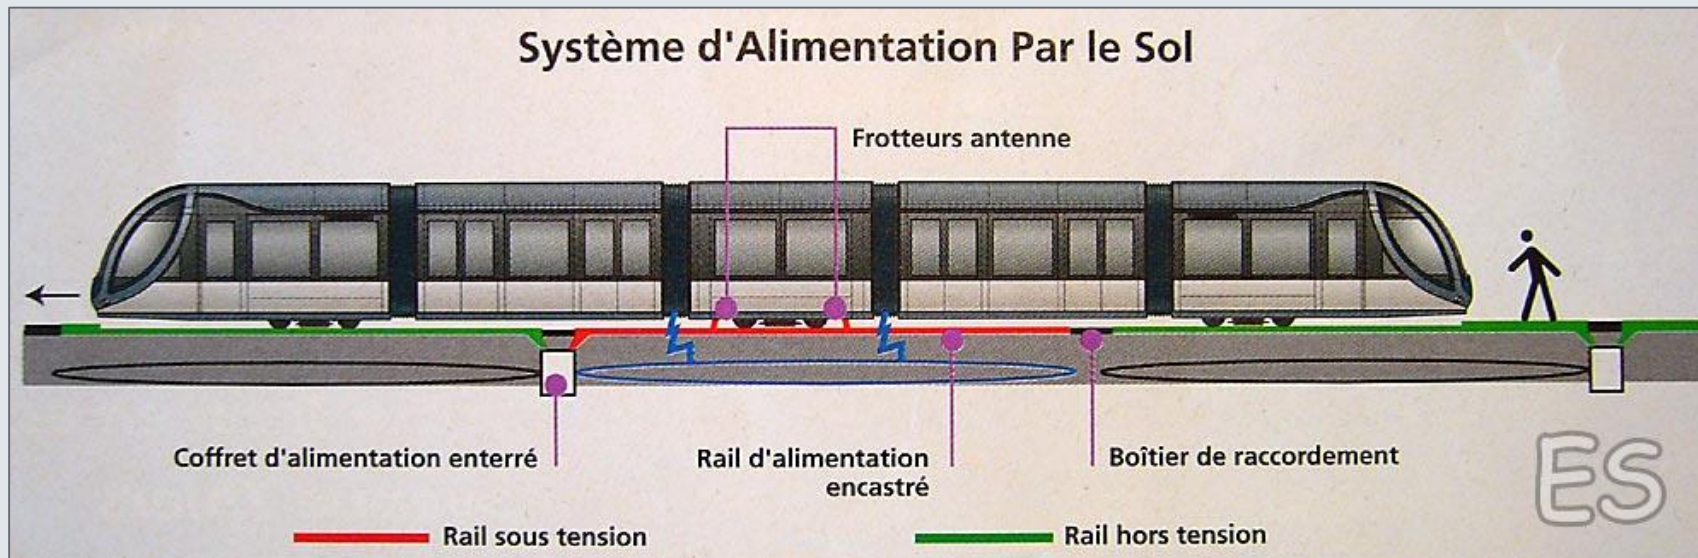 Système d'Alimentation Par le Sol
Frotteurs antenne
Coffret d'alimentation enterré
Rail d'alimentation
encastré
Boîtier de raccordement
Rail sous tension
Rail hors tension
ES